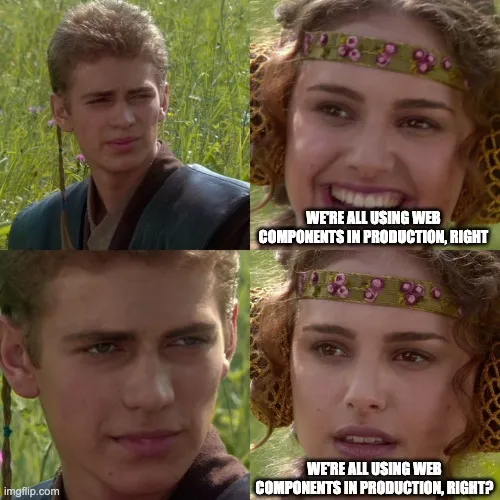 WE'RE ALL USING WEB
COMPONENTS IN PRODUCTION, RIGHT
WE'RE ALL USING WEB
COMPONENTS IN PRODUCTION, RIGHT?
imgflip.com